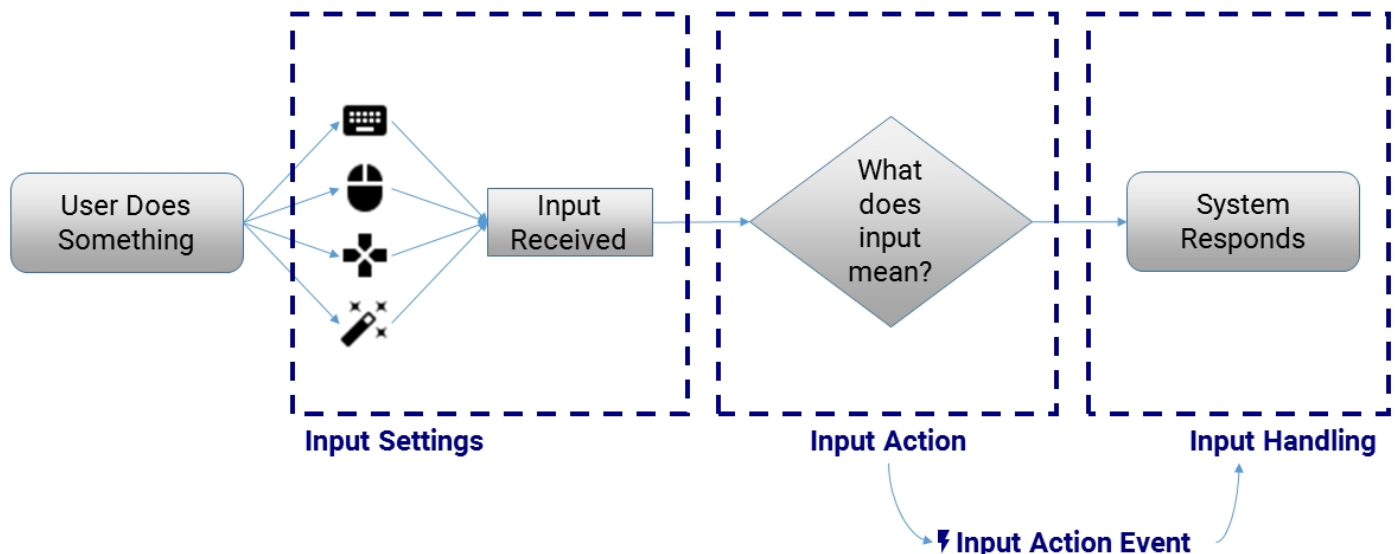 User Does
Something
Input
Received
What
does
input
mean?
System
Responds
Input Settings
Input Action
Input Handling
Input Action Event